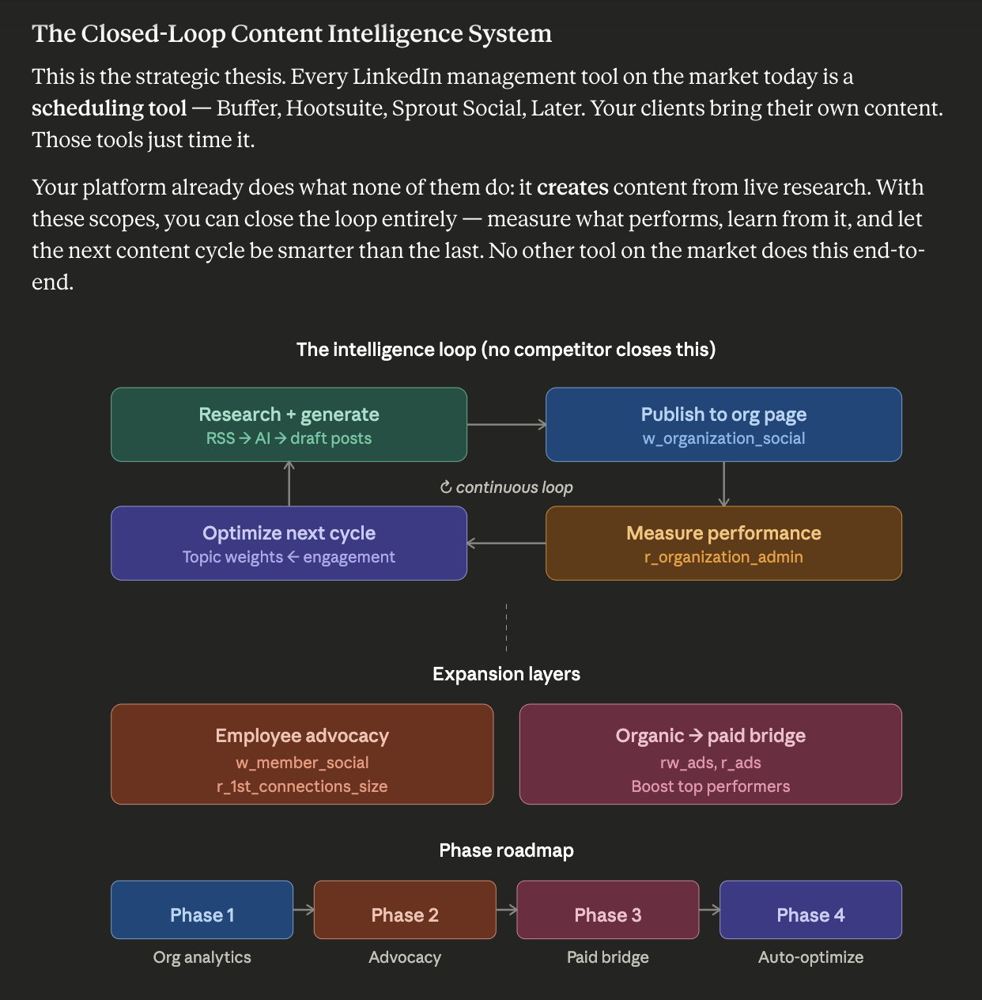 The Closed-Loop Content Intelligence System
This is the strategic thesis. Every LinkedIn management tool on the market today is a
scheduling tool — Buffer, Hootsuite, Sprout Social, Later. Your clients bring their own content.
Those tools just time it.
Your platform already does what none of them do: it creates content from live research. With
these scopes, you can close the loop entirely — measure what performs, learn from it, and let
the next content cycle be smarter than the last. No other tool on the market does this end-to-
end.
The intelligence loop (no competitor closes this)
Research + generate
RSS → AI → draft posts
Publish to org page
w_organization_social
↻ continuous loop
Optimize next cycle
Topic weights ← engagement
Measure performance
r_organization_admin
Expansion layers
Employee advocacy
w_member_social
r_1st_connections_size
Organic → paid bridge
rw_ads, r_ads
Boost top performers
Phase roadmap
Phase 1
Phase 2
Phase 3
Phase 4
Org analytics
Advocacy
Paid bridge
Auto-optimize